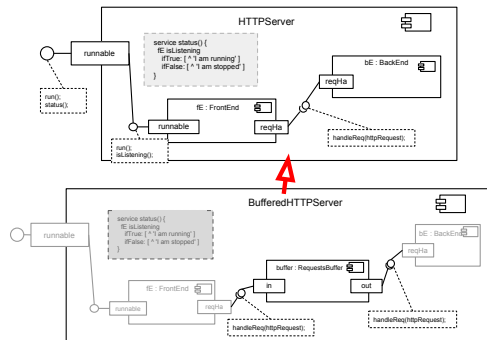 HTTPServer
runnable
service status() {
fE isListening
ifTrue: [ ^ 'I am running' ]
ifFalse: [ ^ 'I am stopped' ]
}
bE : BackEnd
reqHa
run();
status();
fE : FrontEnd
runnable
reqHa
run();
isListening();
handleReq(httpRequest);
BufferedHTTPServer
runnable
service status() {
fE isListening
ifTrue: [ ^ 'I am running' ]
ifFalse: [ ^ 'I am stopped' ]
}
bE : BackEnd
reqHa
buffer : RequestsBuffer
in
out
fE : FrontEnd
runnable
reqHa
handleReq(httpRequest);
handleReq(httpRequest);